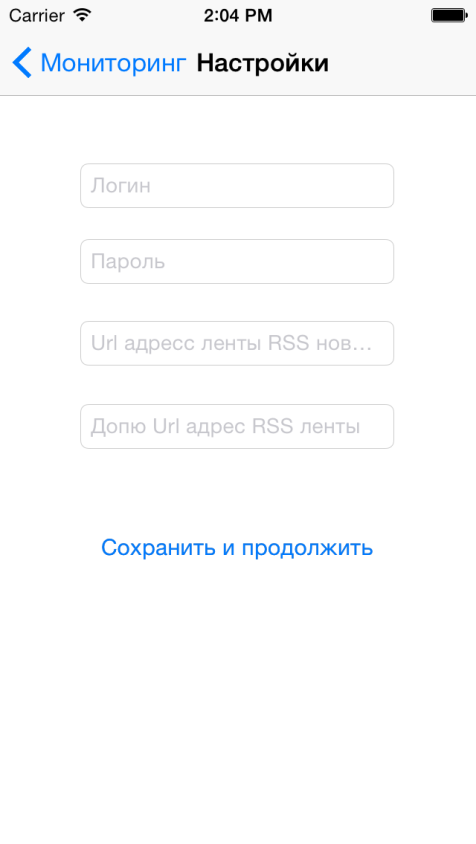 Carrier 2:04 PM
Мониторинг Настройки
Логин
Пароль
Url адресс ленты RSS нов...
Допю Url адрес RSS ленты
Сохранить и продолжить